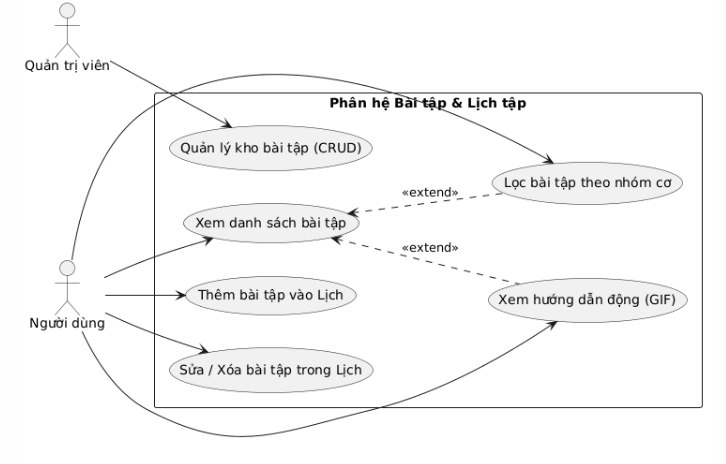 Quản trị viên
Phân hệ Bài tập & Lịch tập
Quản lý kho bài tập (CRUD)
Lọc bài tập theo nhóm cơ
«extend»
Xem danh sách bài tập
«extend»
Thêm bài tập vào Lịch
Xem hướng dẫn động (GIF)
Người dùng
Sửa / Xóa bài tập trong Lịch